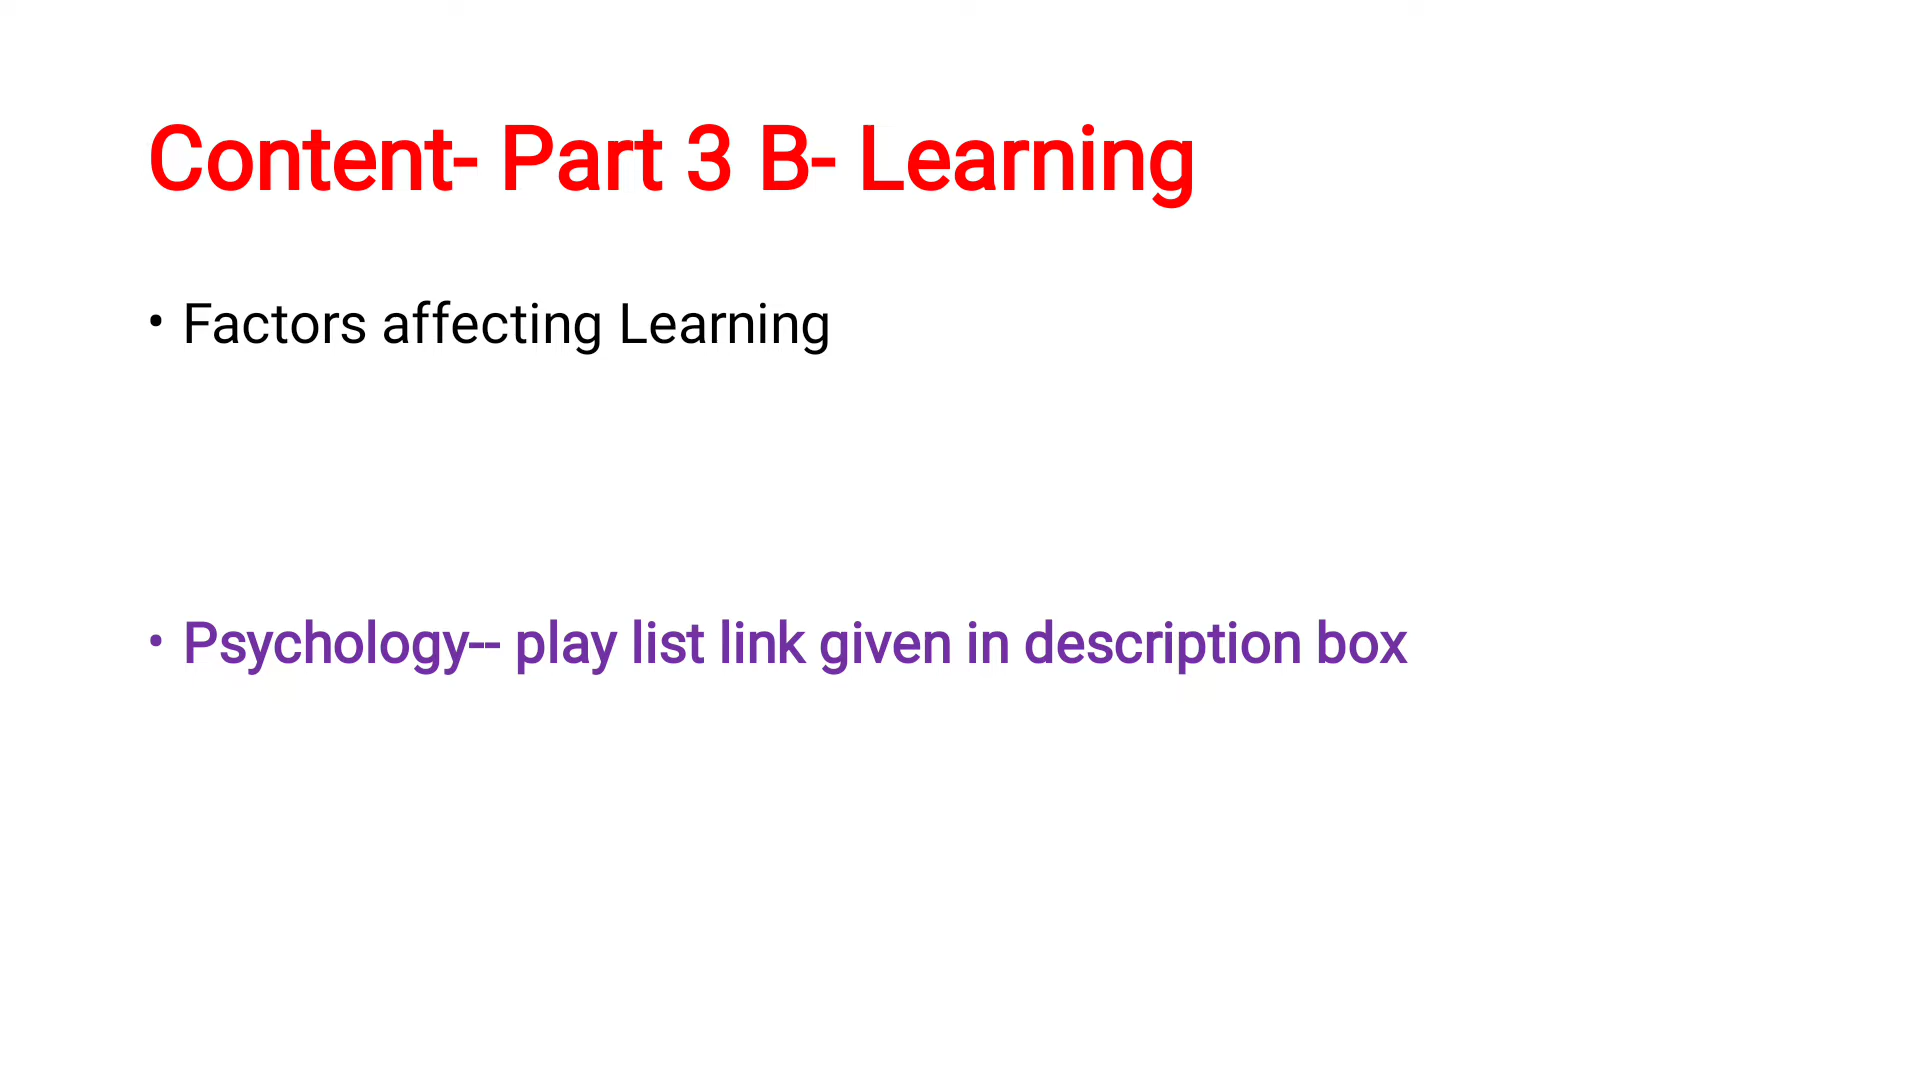 Content- Part 3 B- Learning
• Factors affecting Learning
• Psychology-- play list link given in description box